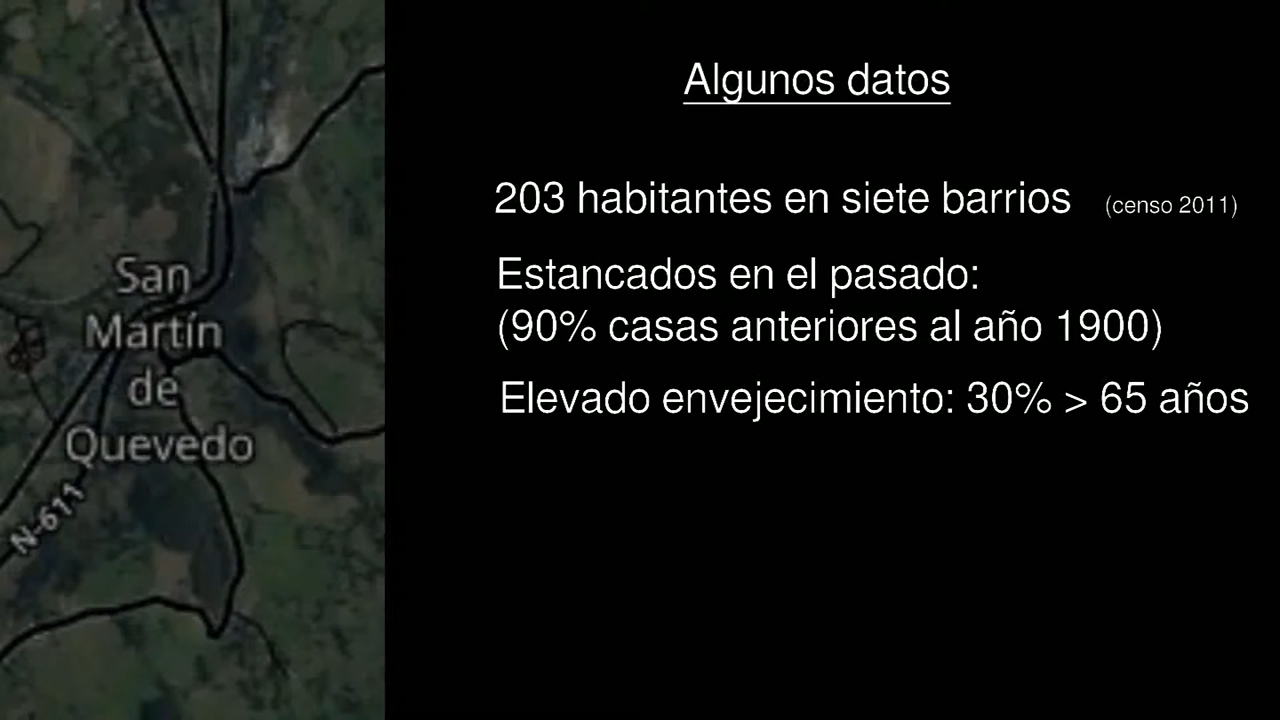 San
Martín
de
Quevedo
N-611
Algunos datos
203 habitantes en siete barrios (censo 2011)
Estancados en el pasado:
(90% casas anteriores al año 1900)
Elevado envejecimiento: 30% > 65 años